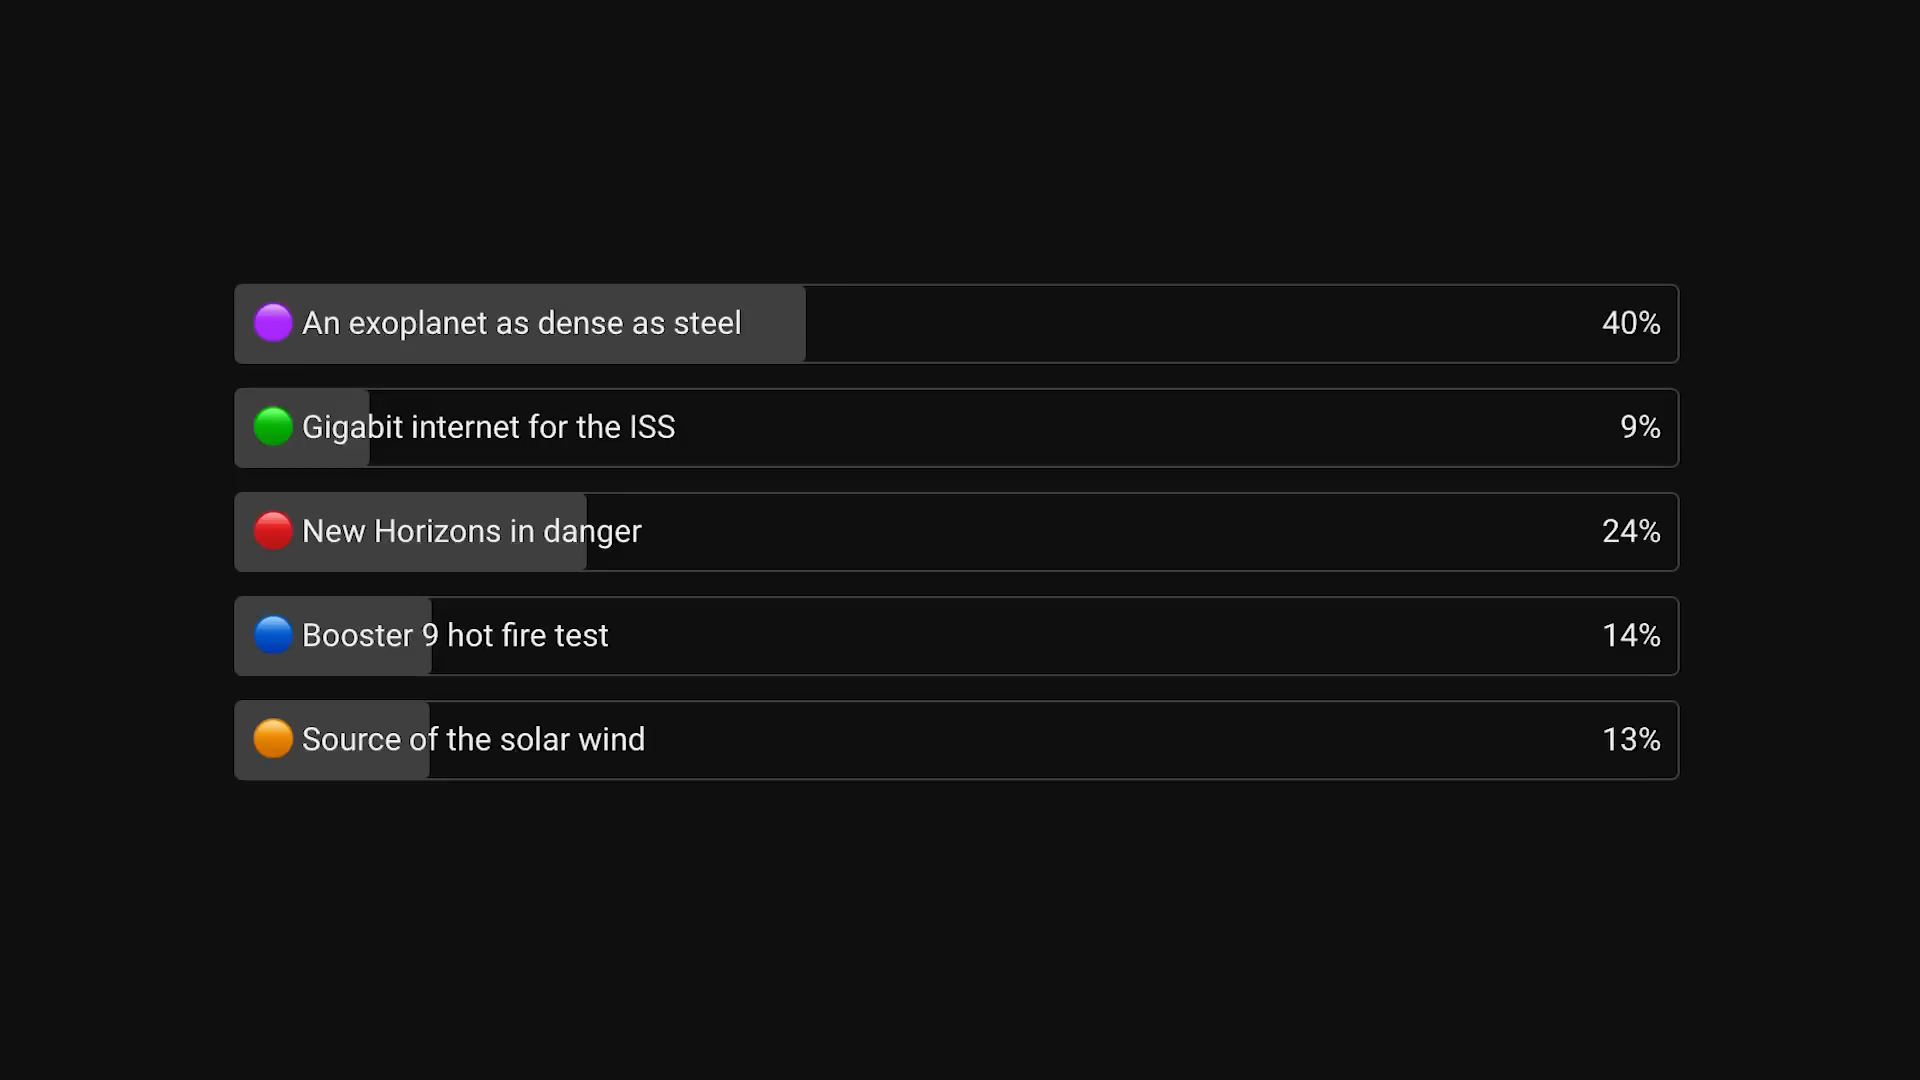 An exoplanet as dense as steel 40%
Gigabit internet for the ISS 9%
New Horizons in danger 24%
Booster 9 hot fire test 14%
Source of the solar wind 13%